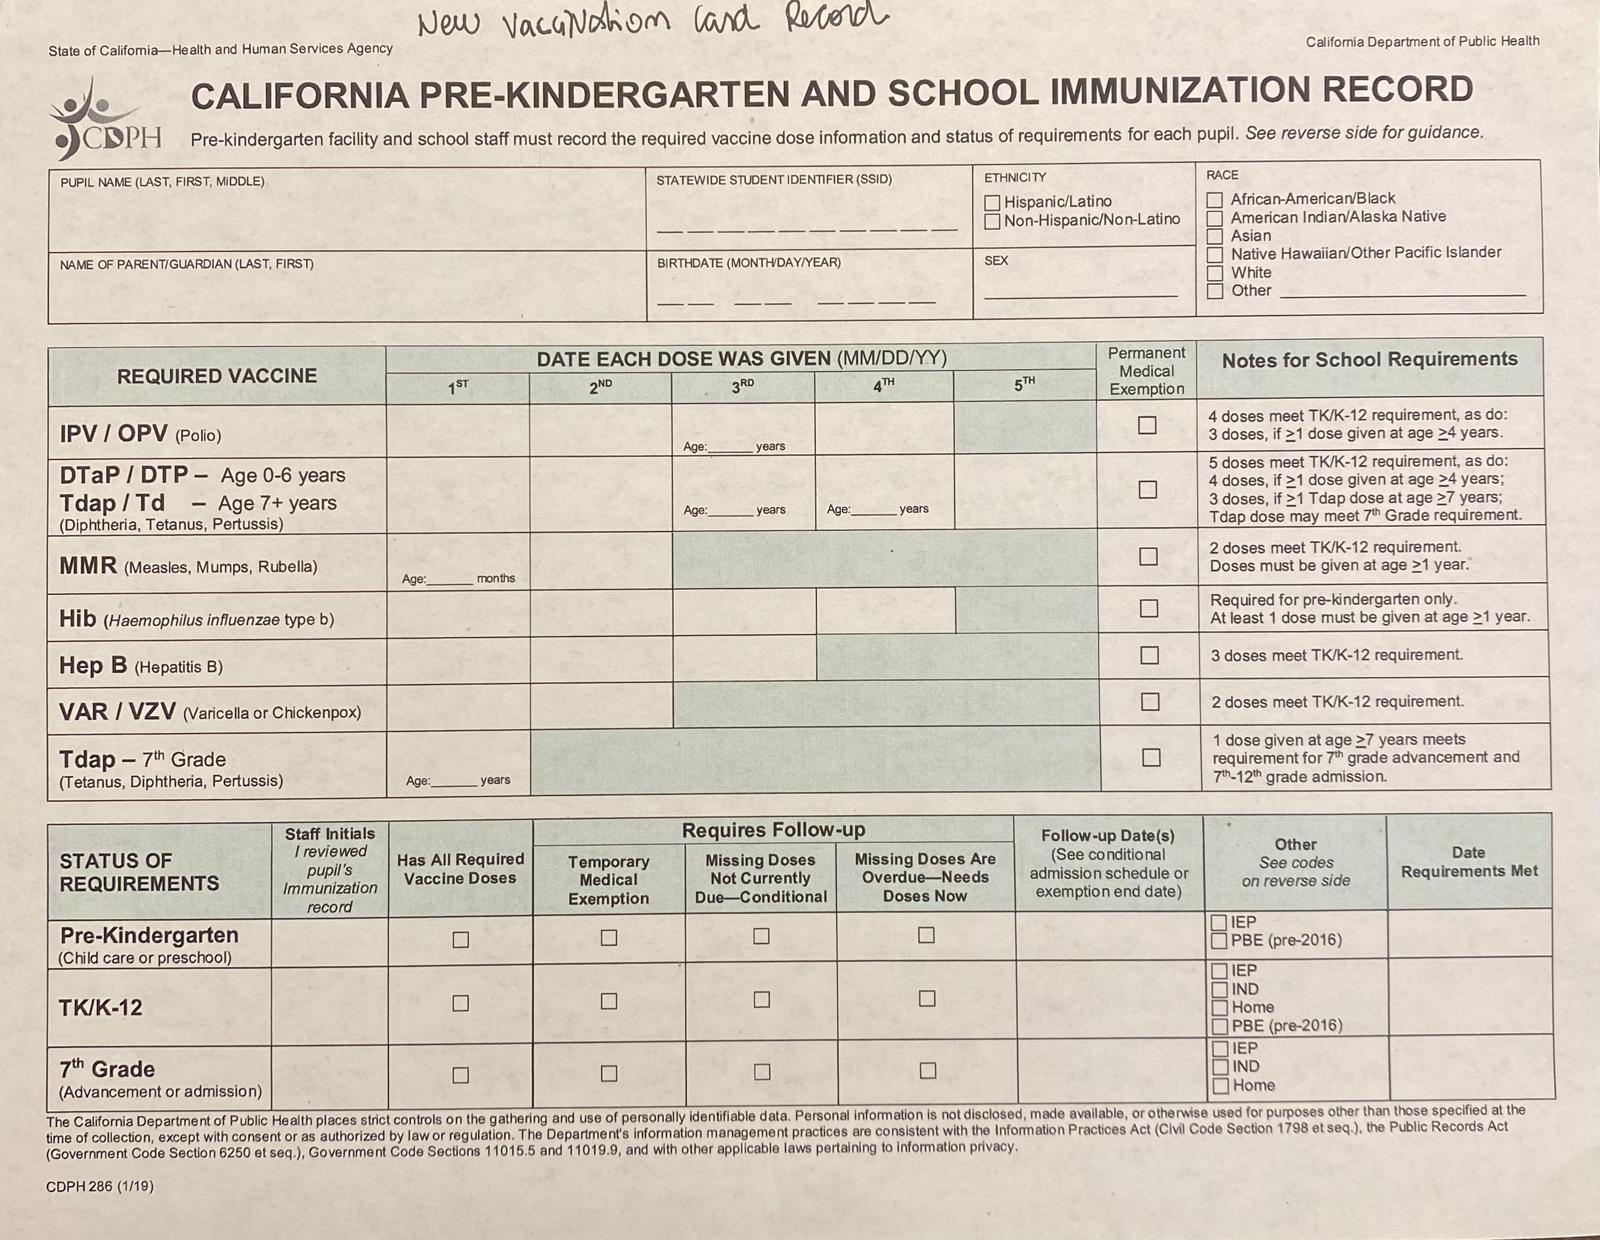 New Vaccination Card Record
State of California—Health and Human Services Agency
California Department of Public Health
CDPH
CALIFORNIA PRE-KINDERGARTEN AND SCHOOL IMMUNIZATION RECORD
Pre-kindergarten facility and school staff must record the required vaccine dose information and status of requirements for each pupil. See reverse side for guidance.
PUPIL NAME (LAST, FIRST, MIDDLE)
STATEWIDE STUDENT IDENTIFIER (SSID)
ETHNICITY
Hispanic/Latino
Non-Hispanic/Non-Latino
RACE
African-American/Black
American Indian/Alaska Native
Asian
Native Hawaiian/Other Pacific Islander
White
Other
NAME OF PARENT/GUARDIAN (LAST, FIRST)
BIRTHDATE (MONTH/DAY/YEAR)
SEX
REQUIRED VACCINE
DATE EACH DOSE WAS GIVEN (MM/DD/YY)
1ST 2ND 3RD 4TH 5TH
Permanent
Medical
Exemption
Notes for School Requirements
IPV / OPV (Polio)
Age:______ years
4 doses meet TK/K-12 requirement, as do:
3 doses, if ≥1 dose given at age ≥4 years.
DTaP / DTP – Age 0-6 years
Tdap / Td – Age 7+ years
(Diphtheria, Tetanus, Pertussis)
Age:______ years
Age:______ years
5 doses meet TK/K-12 requirement, as do:
4 doses, if ≥1 dose given at age ≥4 years;
3 doses, if ≥1 Tdap dose at age ≥7 years;
Tdap dose may meet 7th Grade requirement.
MMR (Measles, Mumps, Rubella)
Age:______ months
2 doses meet TK/K-12 requirement.
Doses must be given at age ≥1 year.
Hib (Haemophilus influenzae type b)
Required for pre-kindergarten only.
At least 1 dose must be given at age ≥1 year.
Hep B (Hepatitis B)
3 doses meet TK/K-12 requirement.
VAR / VZV (Varicella or Chickenpox)
2 doses meet TK/K-12 requirement.
Tdap – 7th Grade
(Tetanus, Diphtheria, Pertussis)
Age:______ years
1 dose given at age ≥7 years meets
requirement for 7th grade advancement and
7th-12th grade admission.
STATUS OF
REQUIREMENTS
Staff Initials
I reviewed
pupil's
Immunization
record
Has All Required
Vaccine Doses
Requires Follow-up
Temporary
Medical
Exemption
Missing Doses
Not Currently
Due—Conditional
Missing Doses Are
Overdue—Needs
Doses Now
Follow-up Date(s)
(See conditional
admission schedule or
exemption end date)
Other
See codes
on reverse side
Date
Requirements Met
Pre-Kindergarten
(Child care or preschool)
IEP
PBE (pre-2016)
TK/K-12
IEP
IND
Home
PBE (pre-2016)
7th Grade
(Advancement or admission)
IEP
IND
Home
The California Department of Public Health places strict controls on the gathering and use of personally identifiable data. Personal information is not disclosed, made available, or otherwise used for purposes other than those specified at the
time of collection, except with consent or as authorized by law or regulation. The Department's information management practices are consistent with the Information Practices Act (Civil Code Section 1798 et seq.), the Public Records Act
(Government Code Section 6250 et seq.), Government Code Sections 11015.5 and 11019.9, and with other applicable laws pertaining to information privacy.
CDPH 286 (1/19)